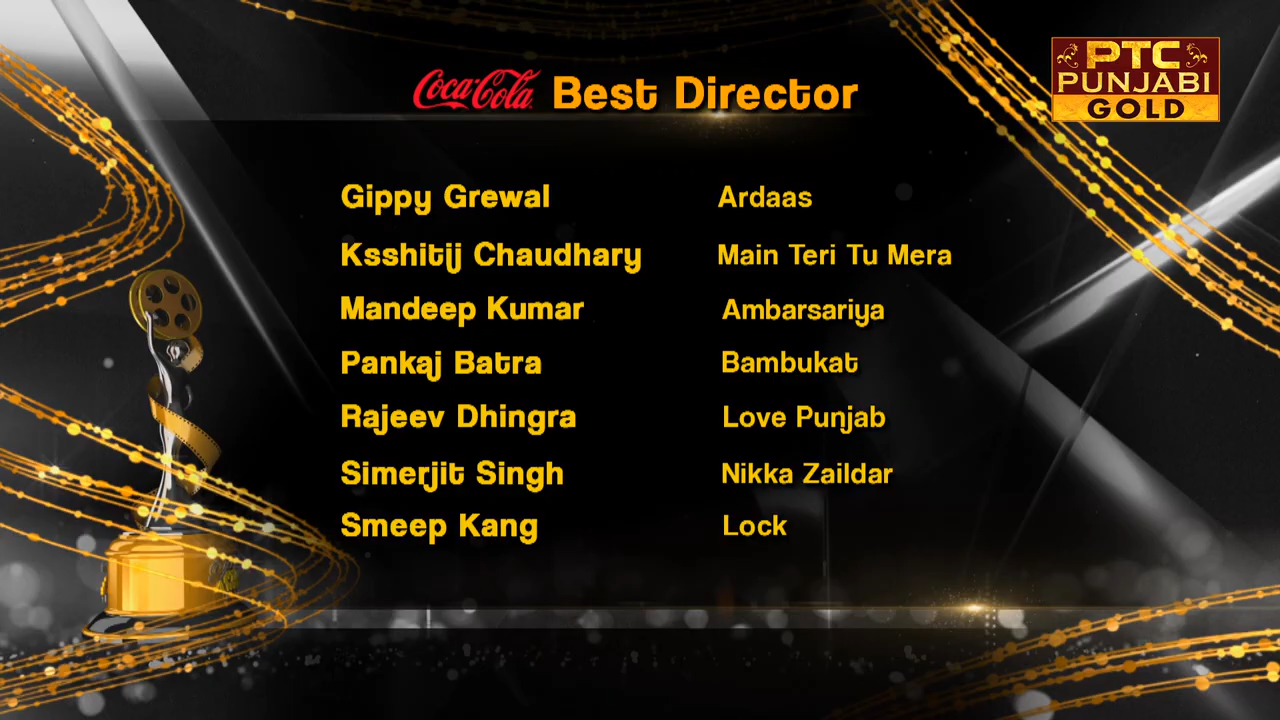 PTC
PUNJABI
GOLD
Coca-Cola Best Director
Gippy Grewal Ardaas
Ksshitij Chaudhary Main Teri Tu Mera
Mandeep Kumar Ambarsariya
Pankaj Batra Bambukat
Rajeev Dhingra Love Punjab
Simerjit Singh Nikka Zaildar
Smeep Kang Lock